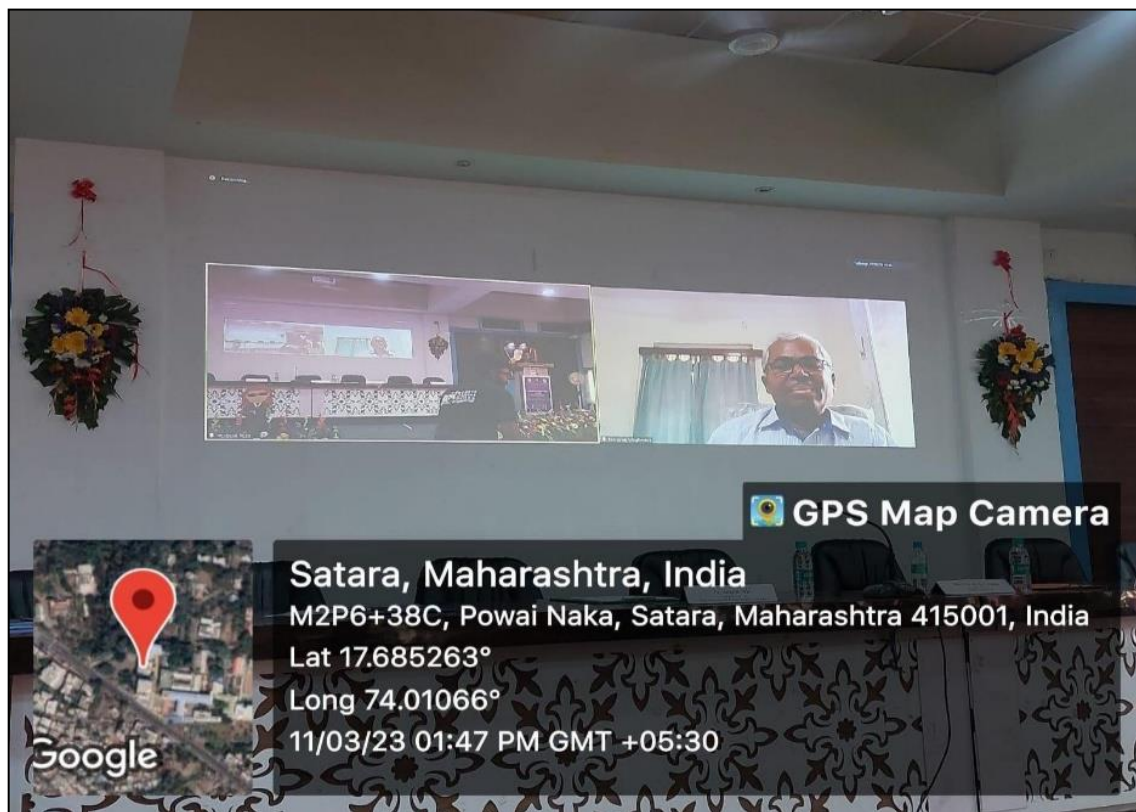 GPS Map Camera
Satara, Maharashtra, India
M2P6+38C, Powai Naka, Satara, Maharashtra 415001, India
Lat 17.685263°
Long 74.01066°
11/03/23 01:47 PM GMT +05:30
Google